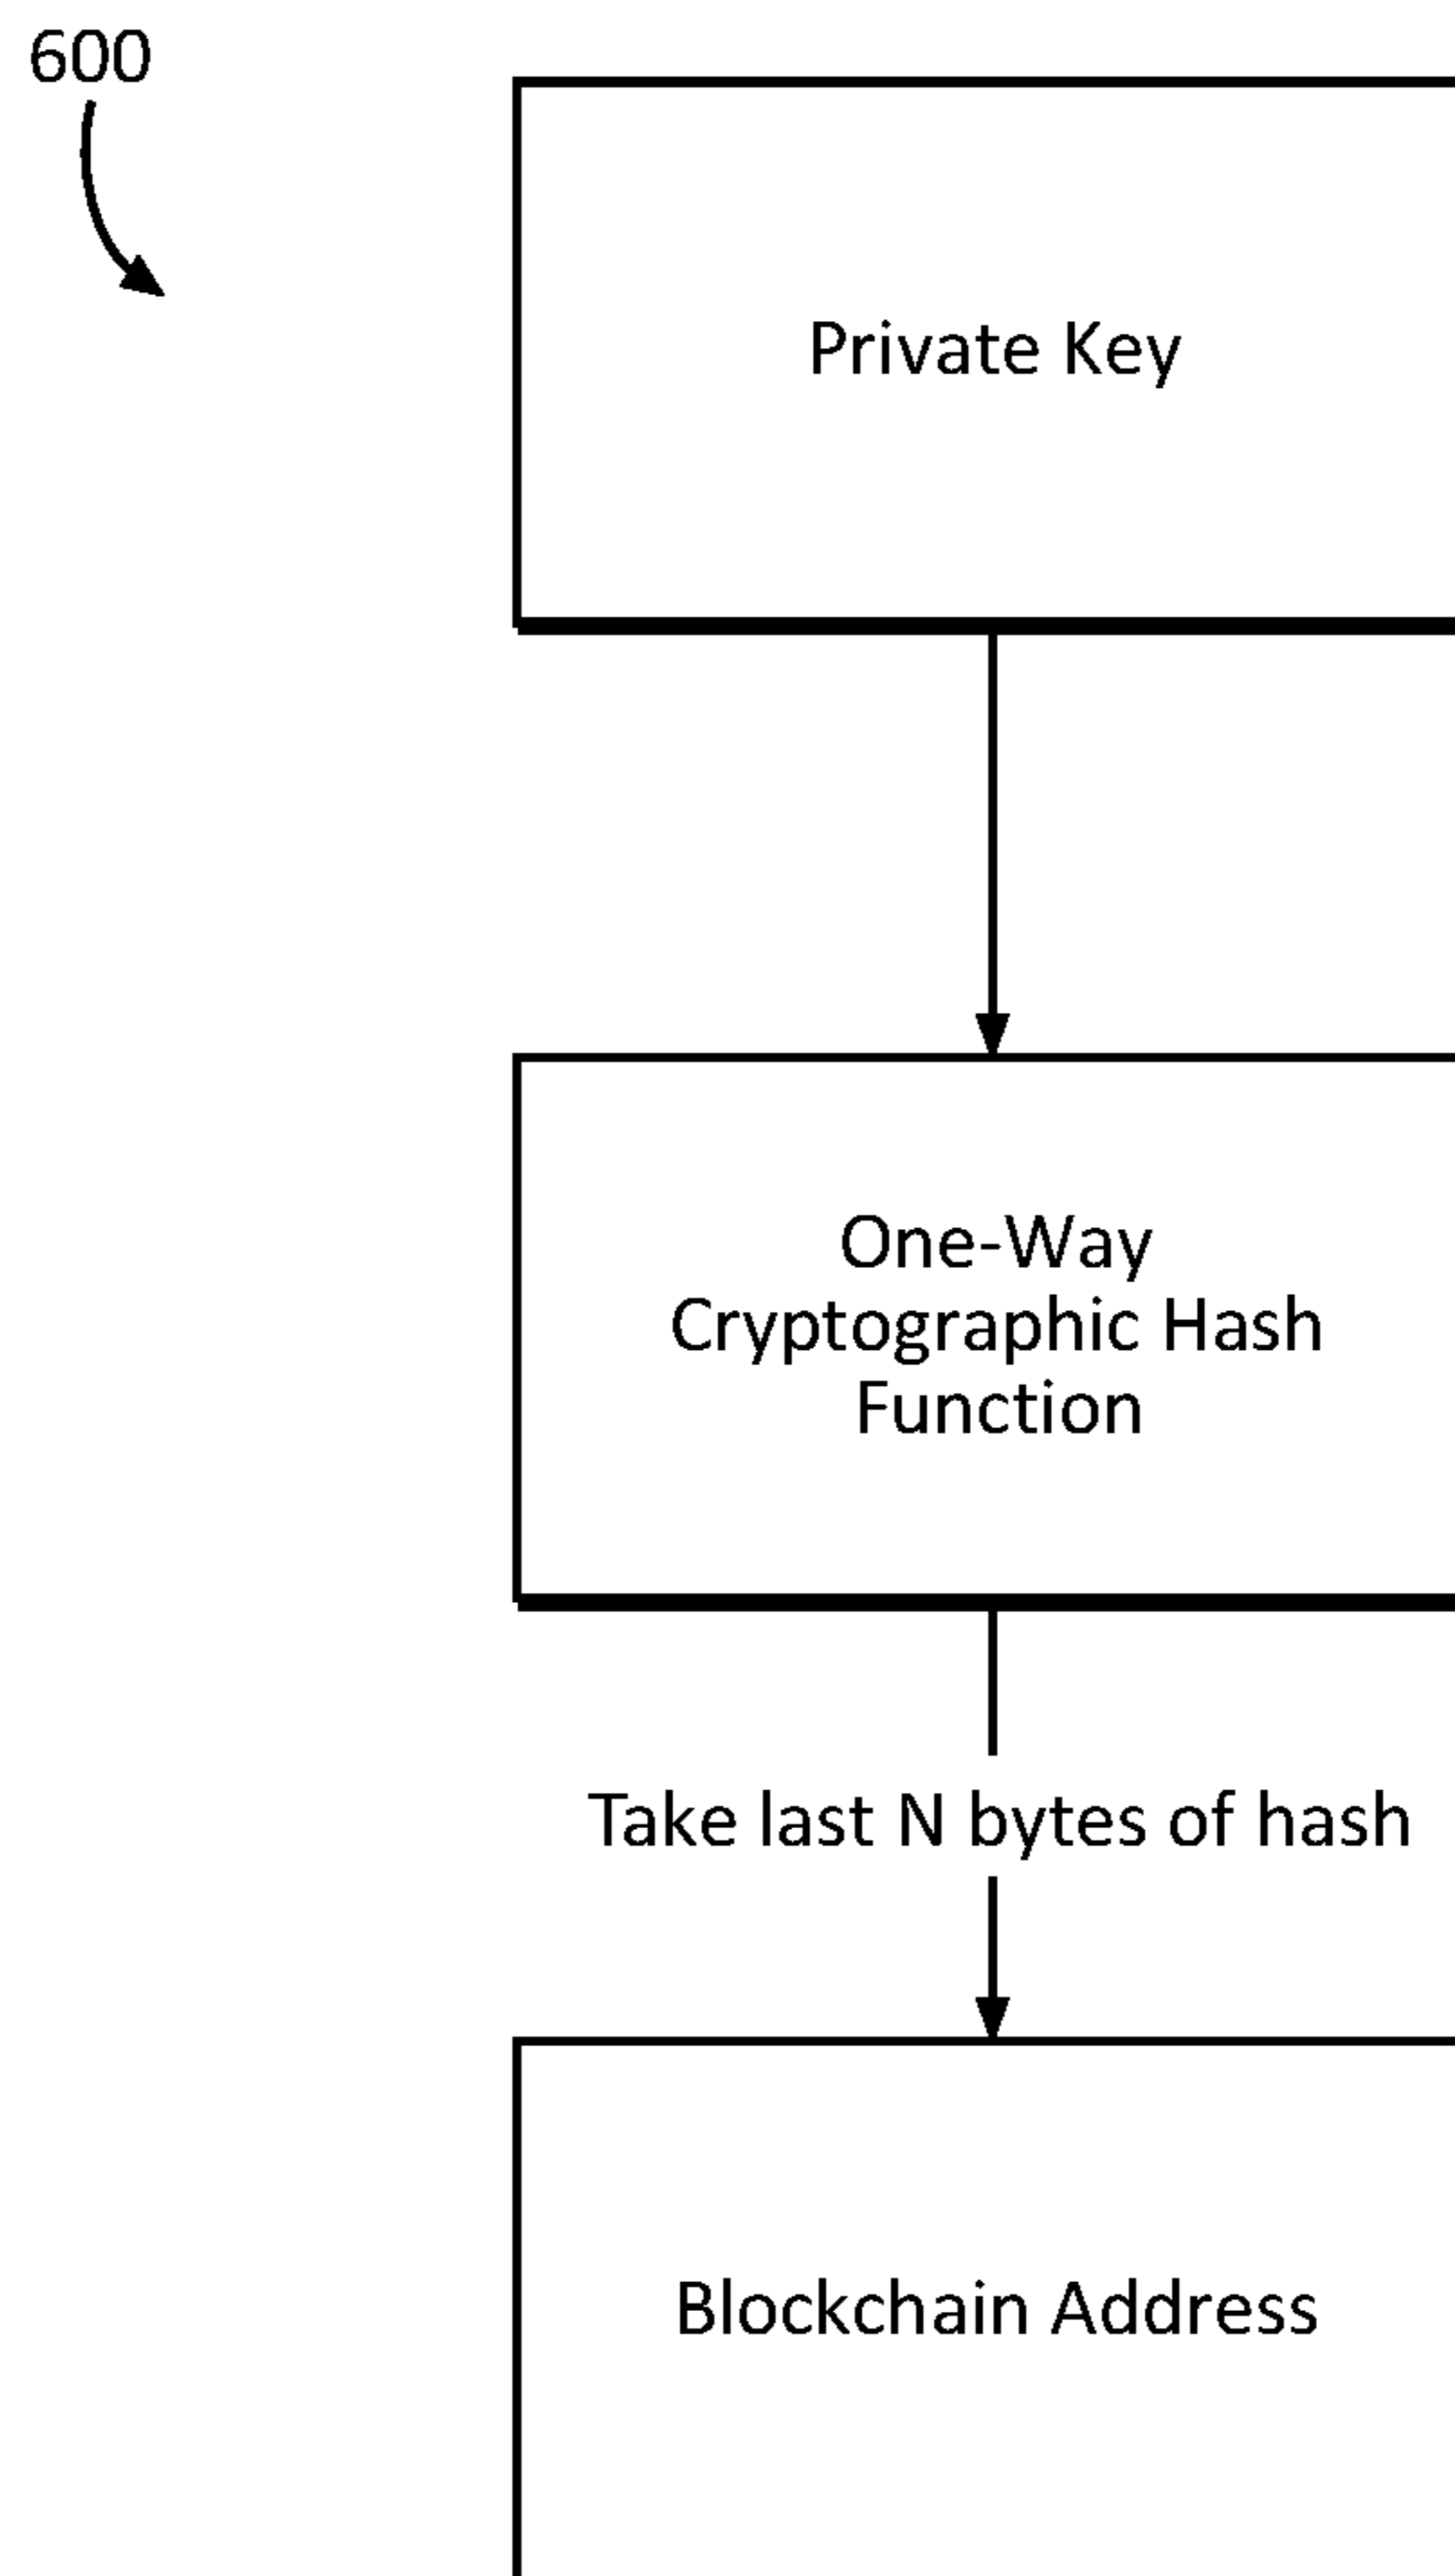 600
Private Key
One-Way
Cryptographic Hash
Function
Take last N bytes of hash
Blockchain Address